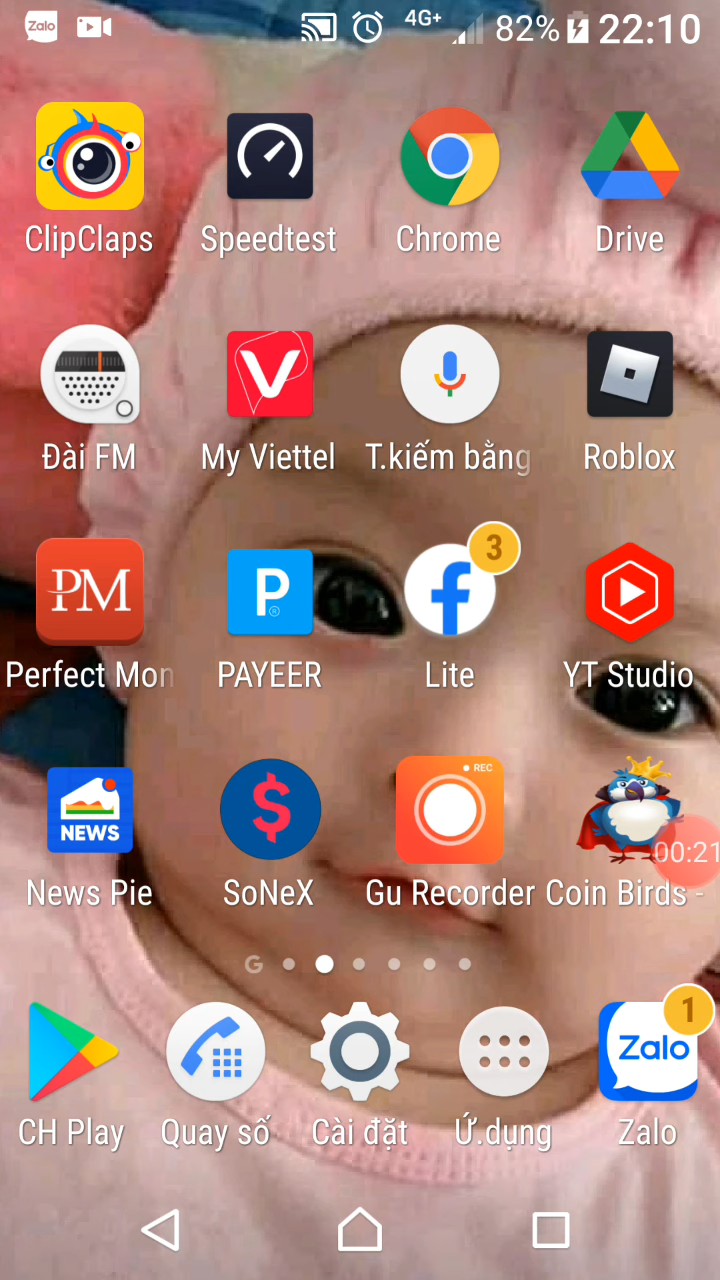 Zalo 4G+ 82% 22:10
ClipClaps Speedtest Chrome Drive
Đài FM My Viettel T.kiếm bằng Roblox
3
PM P
Perfect Mon PAYEER Lite YT Studio
REC
NEWS
00:21
News Pie SoNeX Gu Recorder Coin Birds -
G
1
Zalo
CH Play Quay số Cài đặt Ứ.dụng Zalo